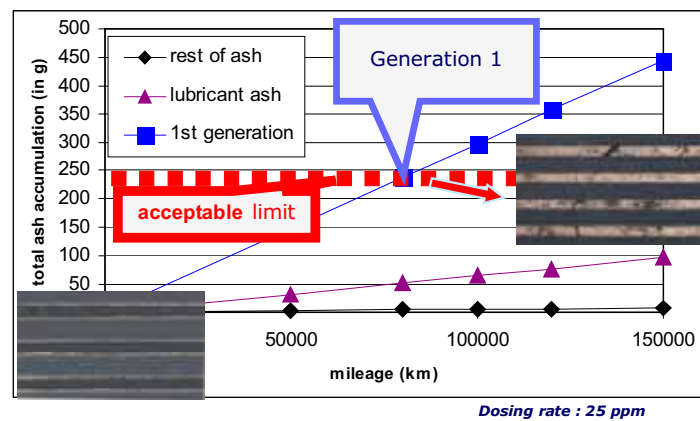 500
450
400
350
300
250
200
150
100
50
total ash accumulation (in g)
rest of ash
lubricant ash
1st generation
Generation 1
acceptable limit
50000
100000
150000
mileage (km)
Dosing rate : 25 ppm